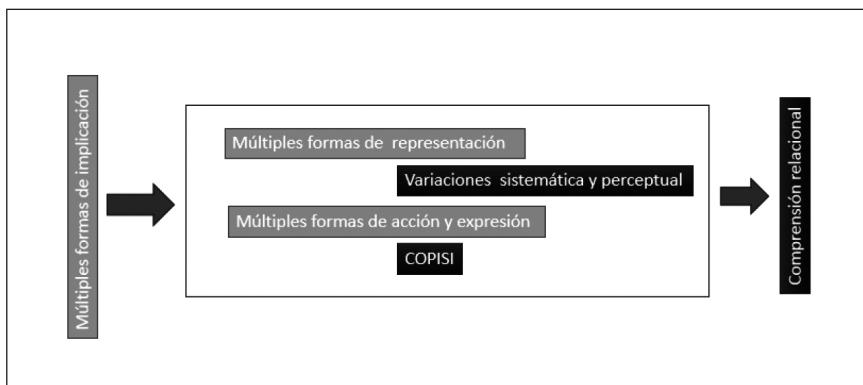 Múltiples formas de implicación
Múltiples formas de representación
Variaciones sistemática y perceptual
Múltiples formas de acción y expresión
COPISI
Comprensión relacional